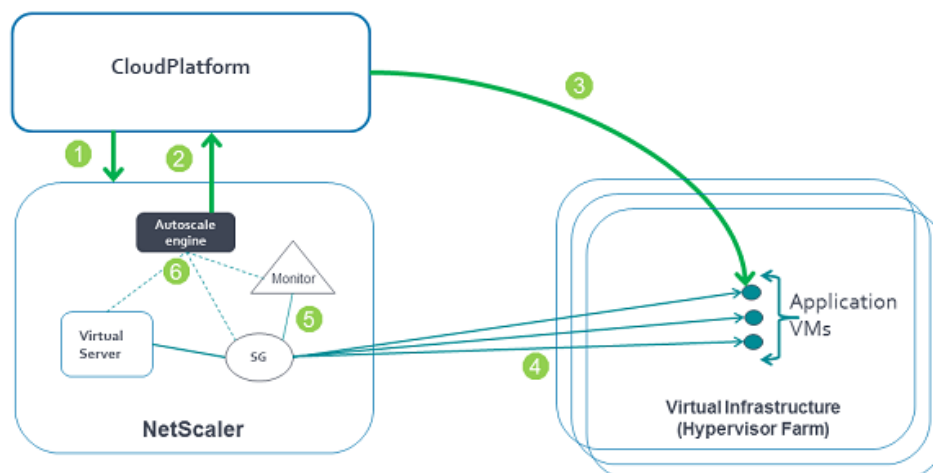 CloudPlatform
3
1
2
Autoscale
engine
6
Monitor
5
Virtual
Server
SG
4
NetScaler
Application
VMs
Virtual Infrastructure
(Hypervisor Farm)